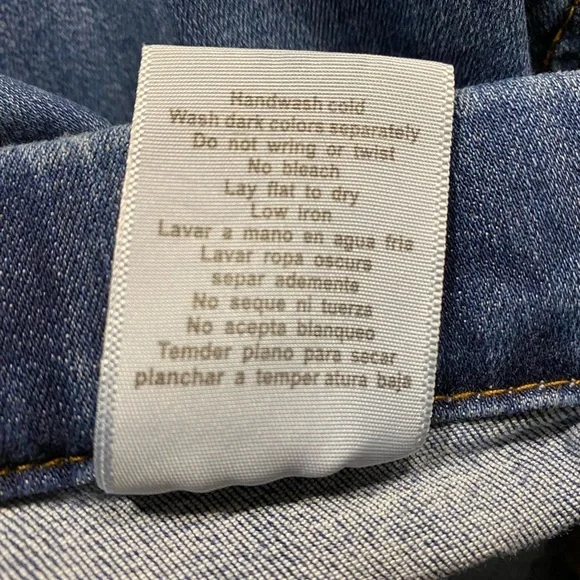 Handwash cold
Wash dark colors separately
Do not wring or twist
No bleach
Lay flat to dry
Low iron
Lavar a mano en agua fria
Lavar ropa oscura
separ ademente
No seque ni tuerza
No acepta blanqueo
Temder plano para secar
planchar a temper atura baja